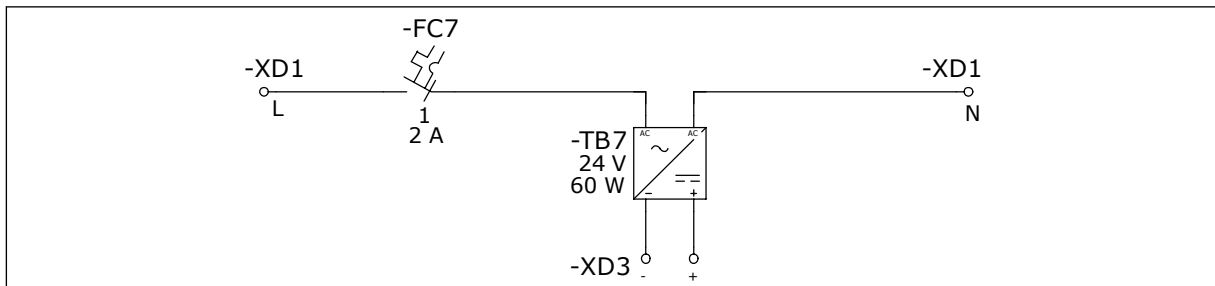 -FC7
-XD1
-XD1
L
N
1
2 A
AC
AC
-TB7
24 V
60 W
-
+
-XD3
-
+